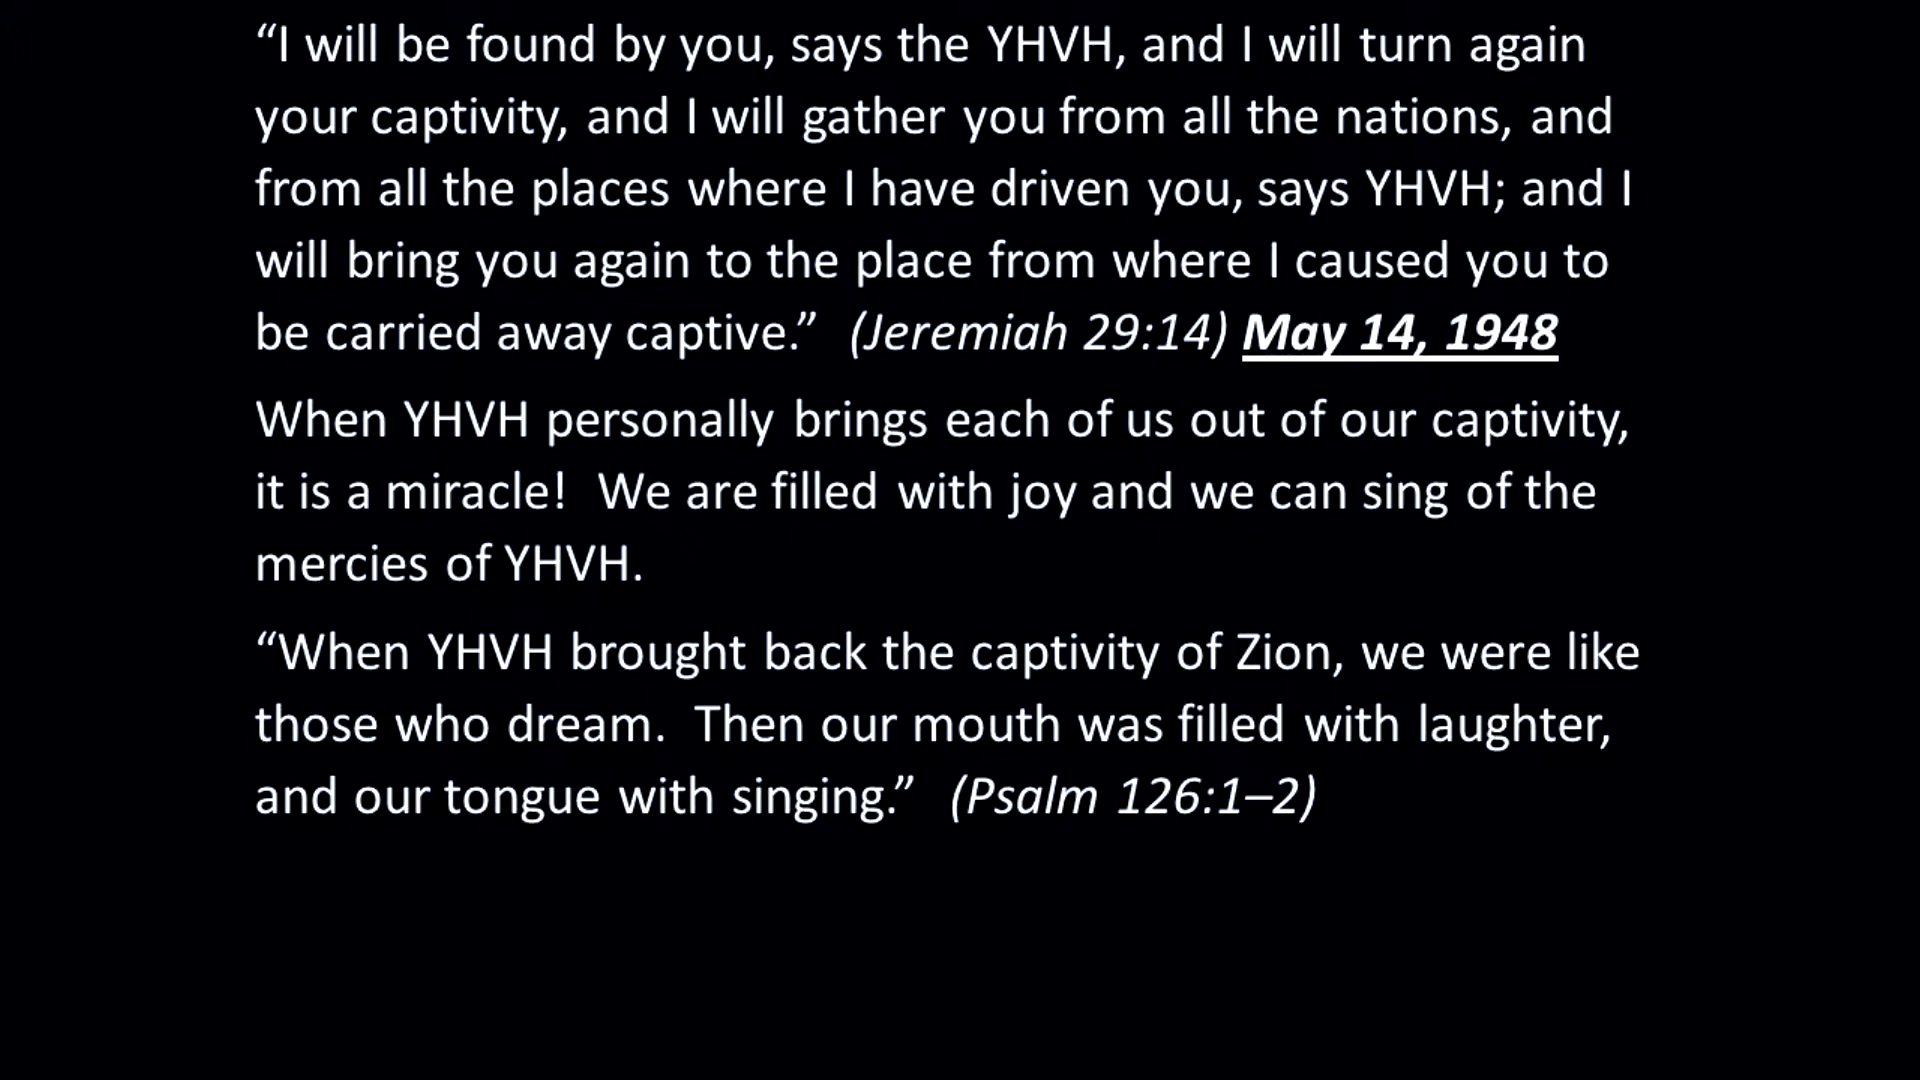 “I will be found by you, says the YHVH, and I will turn again
your captivity, and I will gather you from all the nations, and
from all the places where I have driven you, says YHVH; and I
will bring you again to the place from where I caused you to
be carried away captive.” (Jeremiah 29:14) May 14, 1948
When YHVH personally brings each of us out of our captivity,
it is a miracle! We are filled with joy and we can sing of the
mercies of YHVH.
“When YHVH brought back the captivity of Zion, we were like
those who dream. Then our mouth was filled with laughter,
and our tongue with singing.” (Psalm 126:1–2)